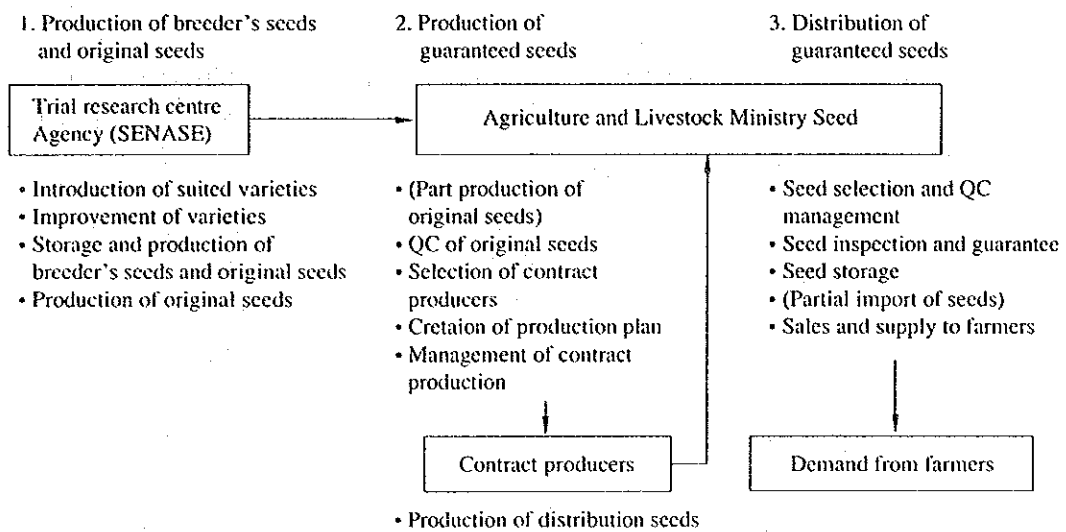 1. Production of breeder's seeds
and original seeds
2. Production of
guaranteed seeds
3. Distribution of
guaranteed seeds
Trial research centre
Agency (SENASE)
Agriculture and Livestock Ministry Seed
• Introduction of suited varieties
• Improvement of varieties
• Storage and production of
breeder's seeds and original seeds
• Production of original seeds
• (Part production of
original seeds)
• QC of original seeds
• Selection of contract
producers
• Cretaion of production plan
• Management of contract
production
• Seed selection and QC
management
• Seed inspection and guarantee
• Seed storage
• (Partial import of seeds)
• Sales and supply to farmers
Contract producers
Demand from farmers
• Production of distribution seeds